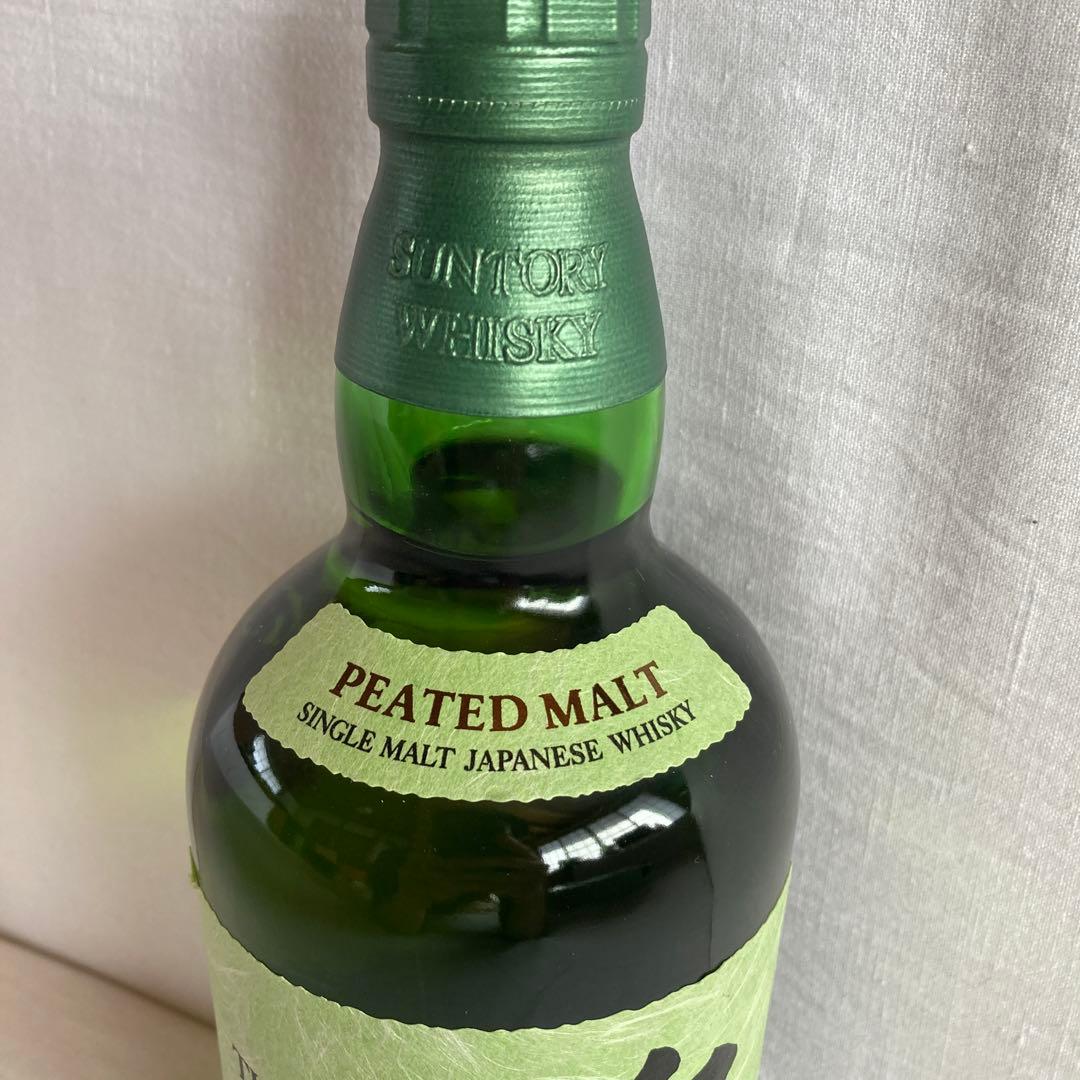 SUNTORY
WHISKY
PEATED MALT
SINGLE MALT JAPANESE WHISKY